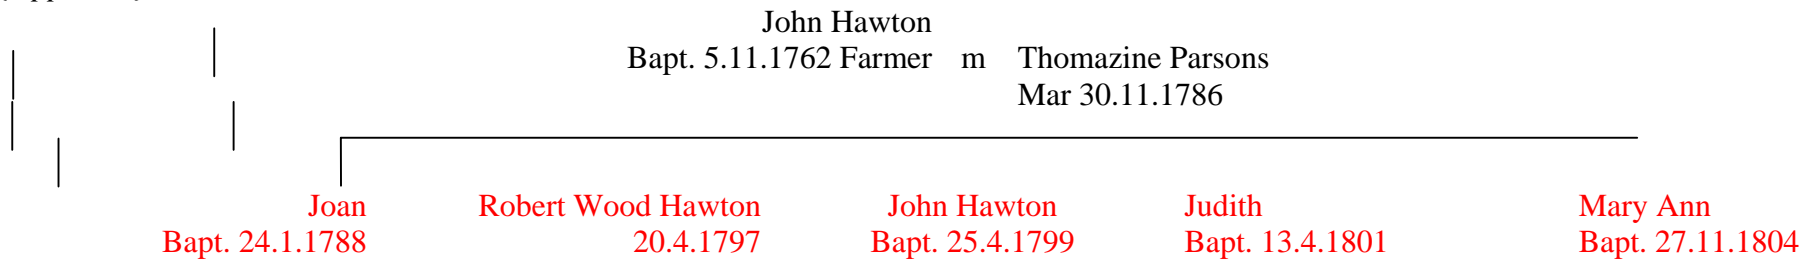 John Hawton
Bapt. 5.11.1762 Farmer m Thomazine Parsons
Mar 30.11.1786
Joan Robert Wood Hawton John Hawton Judith Mary Ann
Bapt. 24.1.1788 20.4.1797 Bapt. 25.4.1799 Bapt. 13.4.1801 Bapt. 27.11.1804